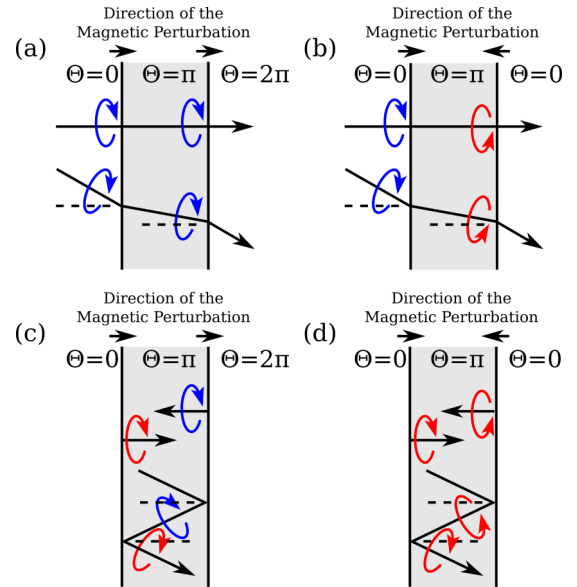 Direction of the
Magnetic Perturbation
(a)
Θ=0 Θ=π Θ=2π
Direction of the
Magnetic Perturbation
(b)
Θ=0 Θ=π Θ=0
Direction of the
Magnetic Perturbation
(c)
Θ=0 Θ=π Θ=2π
Direction of the
Magnetic Perturbation
(d)
Θ=0 Θ=π Θ=0